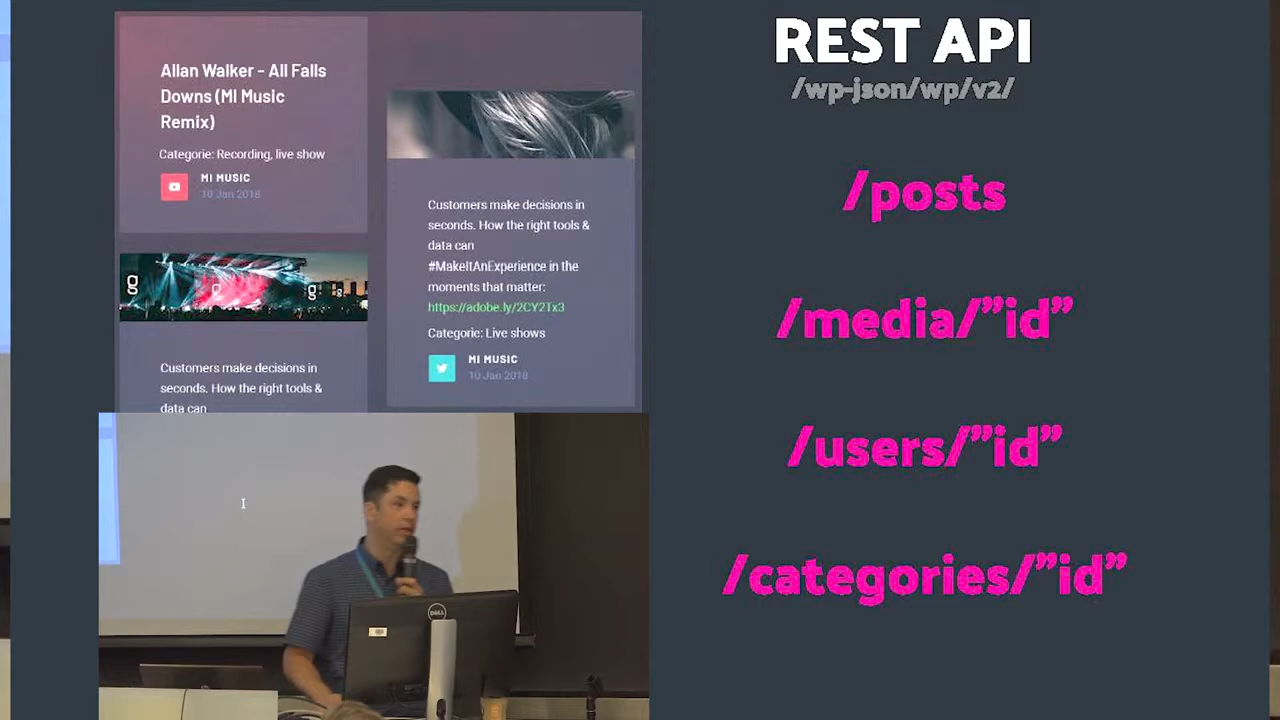 Allan Walker - All Falls
Downs (MI Music
Remix)
Categorie: Recording, live show
MI MUSIC
10 Jan 2018
Customers make decisions in
seconds. How the right tools &
data can
Customers make decisions in
seconds. How the right tools &
data can
#MakeItAnExperience in the
moments that matter:
https://adobe.ly/2CY2Tx3
Categorie: Live shows
MI MUSIC
10 Jan 2018
DELL
REST API
/wp-json/wp/v2/
/posts
/media/”id”
/users/”id”
/categories/”id”